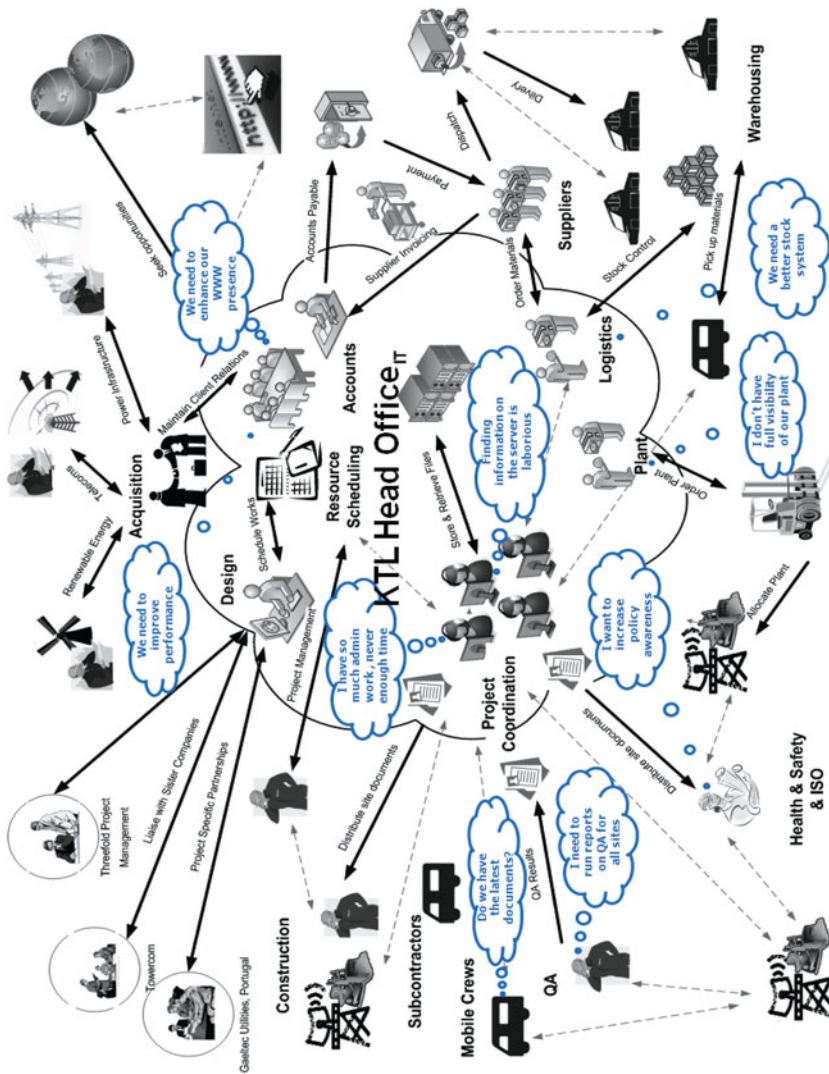 Threefold Project
Management
Liaise with Sister Companies
Towercom
Project Specific Partnerships
Gaeltec Utilities, Portugal
Renewable Energy
Telecoms
Power Infrastructure
Seek opportunities
http://www
We need to
improve
performance
Acquisition
Maintain Client Relations
We need to
enhance our
WWW
presence
Design
Schedule Works
Resource
Scheduling
Accounts
Accounts Payable
Payment
Supplier Invoicing
Dispatch
Dilivery
Suppliers
Order Materials
Project Management
KTL Head Office
IT
Construction
Distribute site documents
I have so
much admin
work, never
enough time
Store & Retrieve Files
Finding
information on
the server is
laborious
Logistics
Stock Control
Warehousing
Pick up materials
We need a
better stock
system
Subcontractors
Project
Coordination
Mobile Crews
Do we have
the latest
documents?
QA Results
QA
I need to
run reports
on QA for
all sites
Distribute site documents
I want to
increase
policy
awareness
Plant
Order Plant
I don't have
full visibility
of our plant
Allocate Plant
Health & Safety
& ISO